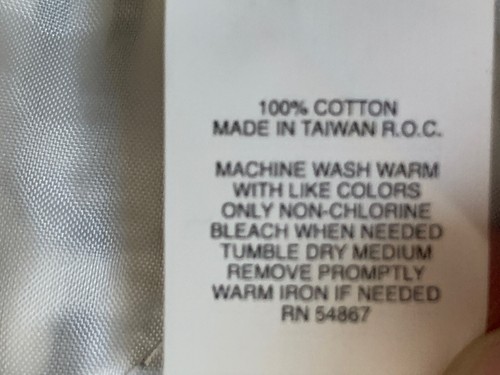 100% COTTON
MADE IN TAIWAN R.O.C.
MACHINE WASH WARM
WITH LIKE COLORS
ONLY NON-CHLORINE
BLEACH WHEN NEEDED
TUMBLE DRY MEDIUM
REMOVE PROMPTLY
WARM IRON IF NEEDED
RN 54867